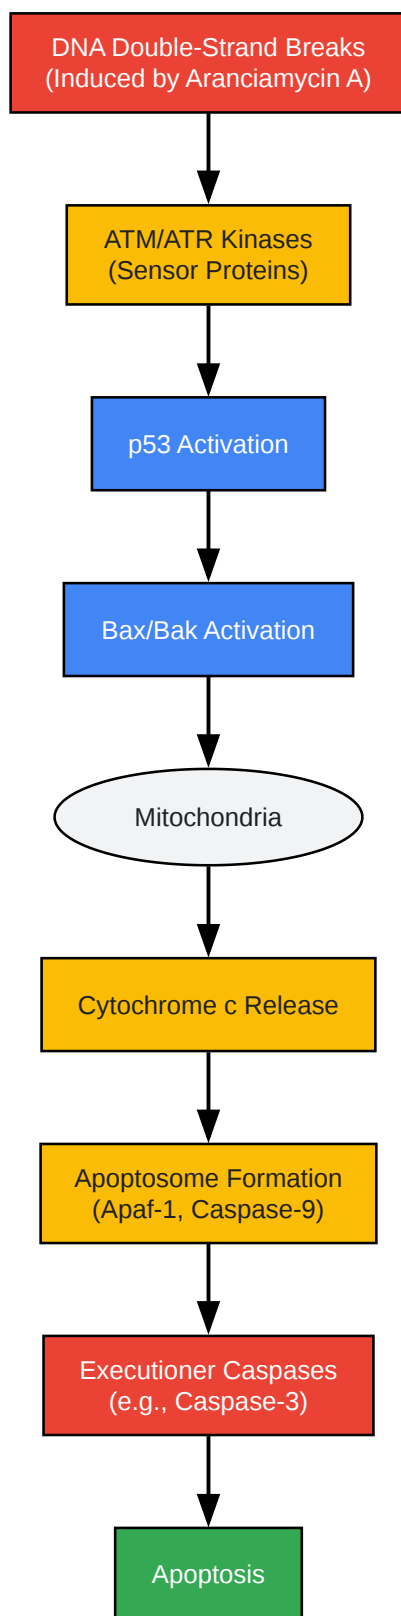 DNA Double-Strand Breaks
(Induced by Aranciamycin A)
ATM/ATR Kinases
(Sensor Proteins)
p53 Activation
Bax/Bak Activation
Mitochondria
Cytochrome c Release
Apoptosome Formation
(Apaf-1, Caspase-9)
Executioner Caspases
(e.g., Caspase-3)
Apoptosis